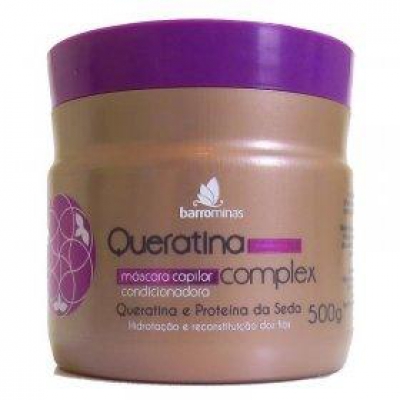 barrominas
Queratina
máscara capilar
condicionadora
complex
Queratina e Proteína da Seda
Hidratação e reconstituição dos fios
500g